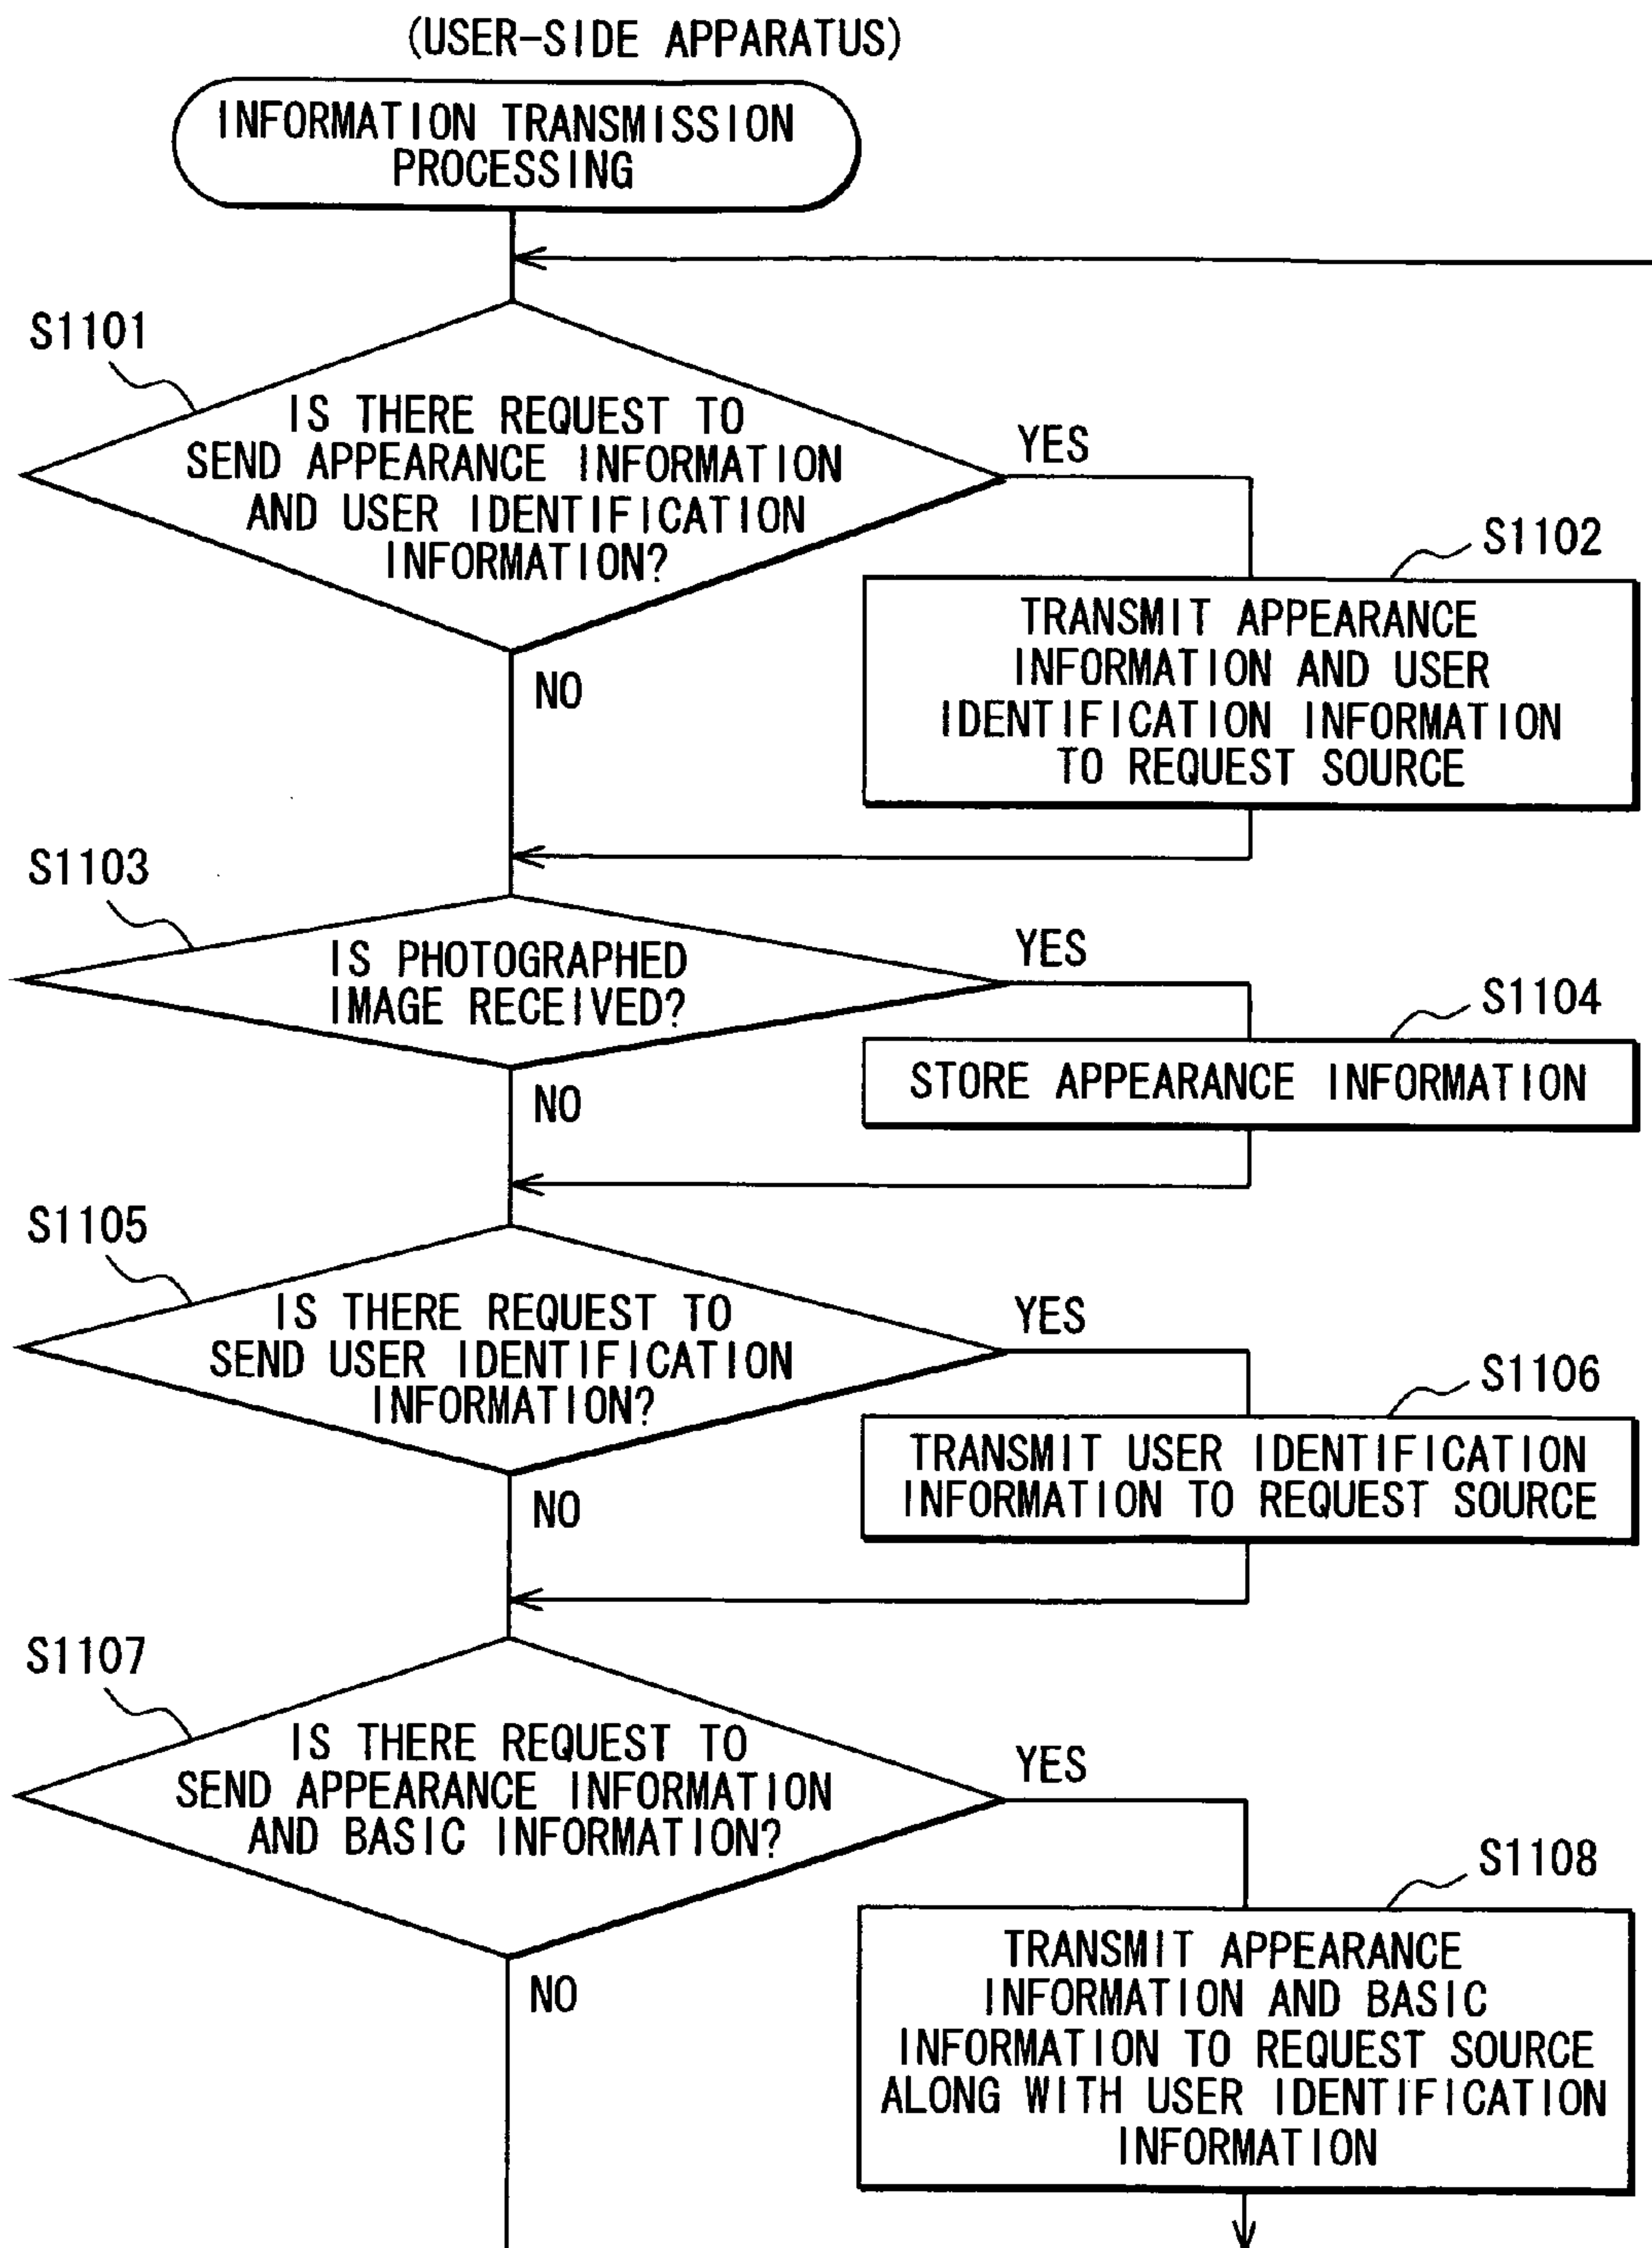 (USER-SIDE APPARATUS)
INFORMATION TRANSMISSION
PROCESSING
S1101
IS THERE REQUEST TO
SEND APPEARANCE INFORMATION
AND USER IDENTIFICATION
INFORMATION?
YES
NO
S1102
TRANSMIT APPEARANCE
INFORMATION AND USER
IDENTIFICATION INFORMATION
TO REQUEST SOURCE
S1103
IS PHOTOGRAPHED
IMAGE RECEIVED?
YES
NO
S1104
STORE APPEARANCE INFORMATION
S1105
IS THERE REQUEST TO
SEND USER IDENTIFICATION
INFORMATION?
YES
NO
S1106
TRANSMIT USER IDENTIFICATION
INFORMATION TO REQUEST SOURCE
S1107
IS THERE REQUEST TO
SEND APPEARANCE INFORMATION
AND BASIC INFORMATION?
YES
NO
S1108
TRANSMIT APPEARANCE
INFORMATION AND BASIC
INFORMATION TO REQUEST SOURCE
ALONG WITH USER IDENTIFICATION
INFORMATION